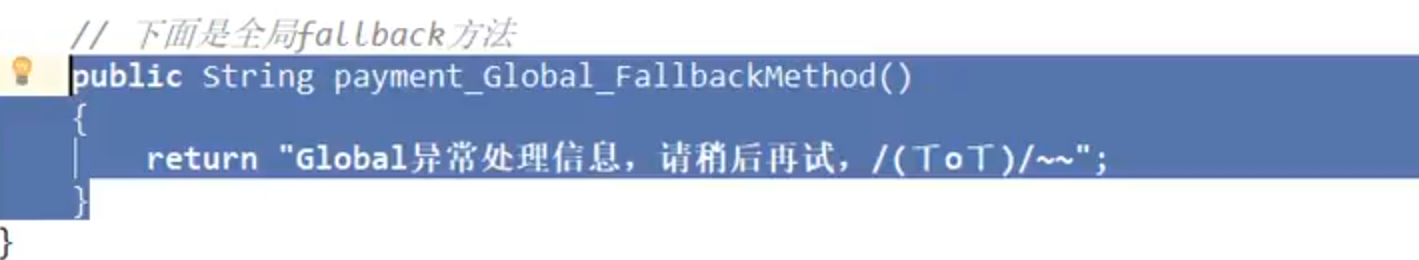 // 下面是全局fallback方法
public String payment_Global_FallbackMethod()
{
    return "Global异常处理信息，请稍后再试，/(ㄒoㄒ)/~~";
}
}